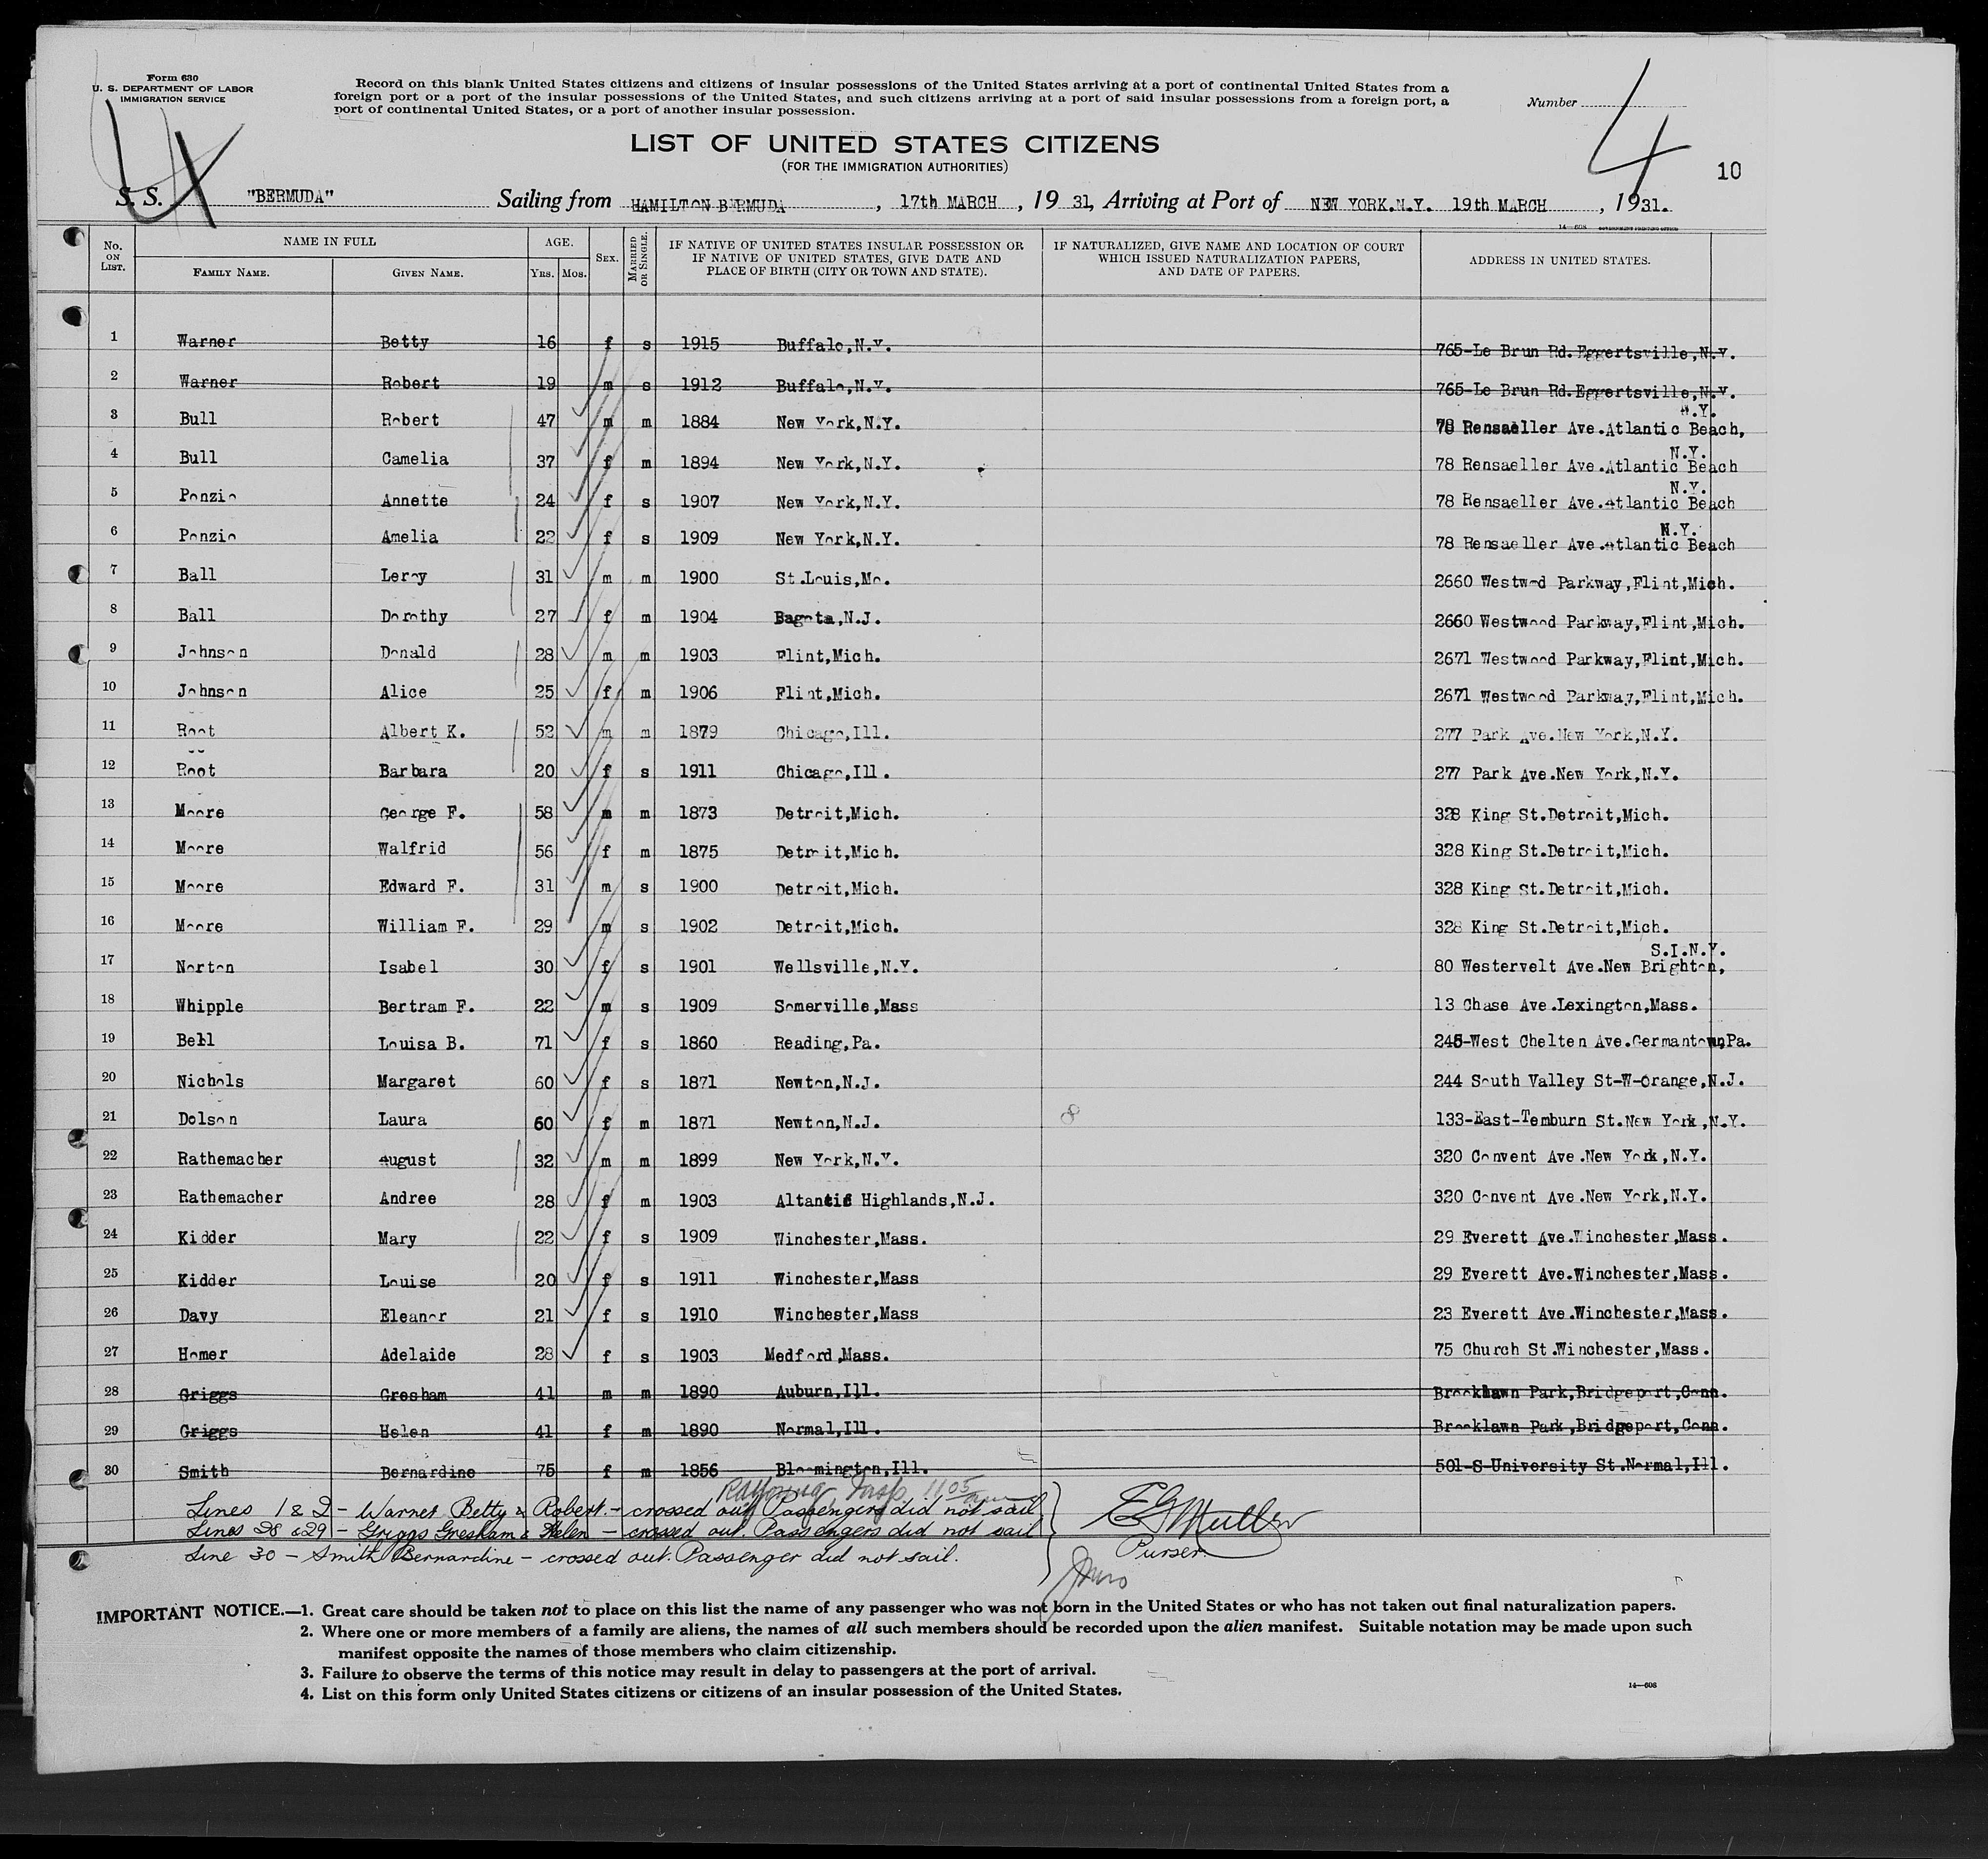 Form 630
U. S. DEPARTMENT OF LABOR
IMMIGRATION SERVICE
Record on this blank United States citizens and citizens of insular possessions of the United States arriving at a port of continental United States from a
foreign port or a port of the insular possessions of the United States, and such citizens arriving at a port of said insular possessions from a foreign port, a
port of continental United States, or a port of another insular possession.
Number 4
LIST OF UNITED STATES CITIZENS
(FOR THE IMMIGRATION AUTHORITIES)
10
S. S. "BERMUDA" Sailing from HAMILTON BERMUDA, 17th MARCH, 19 31, Arriving at Port of NEW YORK.N.Y. 19th MARCH, 1931.
14—608 GOVERNMENT PRINTING OFFICE
No. ON LIST. NAME IN FULL AGE. SEX. MARRIED OR SINGLE. IF NATIVE OF UNITED STATES INSULAR POSSESSION OR IF NATIVE OF UNITED STATES, GIVE DATE AND PLACE OF BIRTH (CITY OR TOWN AND STATE). IF NATURALIZED, GIVE NAME AND LOCATION OF COURT WHICH ISSUED NATURALIZATION PAPERS, AND DATE OF PAPERS. ADDRESS IN UNITED STATES.
FAMILY NAME. GIVEN NAME. YRS. MOS.
1 Warner Betty 16 f s 1915 Buffalo,N.Y. 765-Le Brun Rd.Eggertsville,N.Y.
2 Warner Robert 19 m s 1912 Buffalo,N.Y. 765-Le Brun Rd.Eggertsville,N.Y.
3 Bull Robert 47 m m 1884 New York,N.Y. 78 Rensaeller Ave.Atlantic Beach, N.Y.
4 Bull Camelia 37 f m 1894 New York,N.Y. 78 Rensaeller Ave.Atlantic Beach N.Y.
5 Ponzio Annette 24 f s 1907 New York,N.Y. 78 Rensaeller Ave.Atlantic Beach N.Y.
6 Ponzio Amelia 22 f s 1909 New York,N.Y. 78 Rensaeller Ave.Atlantic Beach N.Y.
7 Ball Leroy 31 m m 1900 St.Louis,Mo. 2660 Westwod Parkway,Flint,Mich.
8 Ball Dorothy 27 f m 1904 Bagota,N.J. 2660 Westwood Parkway,Flint,Mich.
9 Johnson Donald 28 m m 1903 Flint,Mich. 2671 Westwood Parkway,Flint,Mich.
10 Johnson Alice 25 f m 1906 Flint,Mich. 2671 Westwood Parkway,Flint,Mich.
11 Root Albert K. 52 m m 1879 Chicago,Ill. 277 Park Ave.New York,N.Y.
12 Root Barbara 20 f s 1911 Chicago,Ill. 277 Park Ave.New York,N.Y.
13 Moore George F. 58 m m 1873 Detroit,Mich. 328 King St.Detroit,Mich.
14 Moore Walfrid 56 f m 1875 Detroit,Mich. 328 King St.Detroit,Mich.
15 Moore Edward F. 31 m s 1900 Detroit,Mich. 328 King St.Detroit,Mich.
16 Moore William F. 29 m s 1902 Detroit,Mich. 328 King St.Detroit,Mich.
17 Norton Isabel 30 f s 1901 Wellsville,N.Y. 80 Westervelt Ave.New Brighton, S.I.N.Y.
18 Whipple Bertram F. 22 m s 1909 Somerville,Mass 13 Chase Ave.Lexington,Mass.
19 Bell Louisa B. 71 f s 1860 Reading,Pa. 245-West Chelten Ave.Germantown,Pa.
20 Nichols Margaret 60 f s 1871 Newton,N.J. 244 South Valley St-W-Orange,N.J.
21 Dolson Laura 60 f m 1871 Newton,N.J. 133-East-Temburn St.New York,N.Y.
22 Rathemacher August 32 m m 1899 New York,N.Y. 320 Convent Ave.New York,N.Y.
23 Rathemacher Andree 28 f m 1903 Altantic Highlands,N.J. 320 Convent Ave.New York,N.Y.
24 Kidder Mary 22 f s 1909 Winchester,Mass. 29 Everett Ave.Winchester,Mass.
25 Kidder Louise 20 f s 1911 Winchester,Mass 29 Everett Ave.Winchester,Mass.
26 Davy Eleanor 21 f s 1910 Winchester,Mass 23 Everett Ave.Winchester,Mass.
27 Homer Adelaide 28 f s 1903 Medford,Mass. 75 Church St.Winchester,Mass.
28 Griggs Gresham 41 m m 1890 Auburn,Ill. Brooklawn Park,Bridgeport,Conn.
29 Griggs Helen 41 f m 1890 Normal,Ill. Brooklawn Park,Bridgeport,Conn.
30 Smith Bernardine 75 f m 1856 Bloomington,Ill. 501-S-University St.Normal,Ill.
Lines 1 & 2 – Warner Betty & Robert. – crossed out. Passengers did not sail
Lines 28 & 29 – Griggs Gresham & Helen – crossed out. Passengers did not sail
Line 30 – Smith Bernardine – crossed out. Passenger did not sail.
Purser.
IMPORTANT NOTICE.—1. Great care should be taken not to place on this list the name of any passenger who was not born in the United States or who has not taken out final naturalization papers.
2. Where one or more members of a family are aliens, the names of all such members should be recorded upon the alien manifest. Suitable notation may be made upon such
manifest opposite the names of those members who claim citizenship.
3. Failure to observe the terms of this notice may result in delay to passengers at the port of arrival.
4. List on this form only United States citizens or citizens of an insular possession of the United States.
14—608